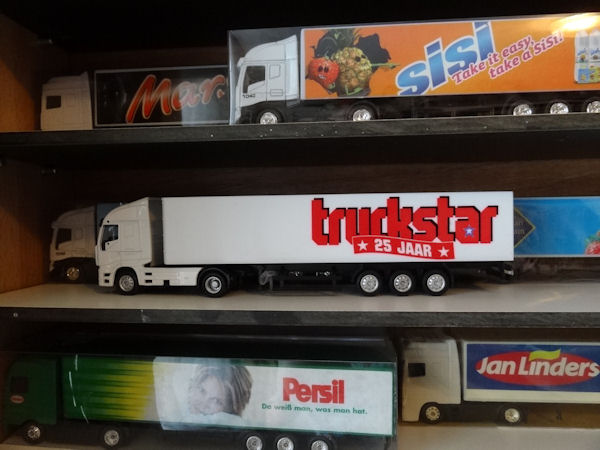 Mar
sisi
Take it easy,
take a SiSi!
truckstar
25 JAAR
Persil
Da weiß man, was man hat.
Jan Linders